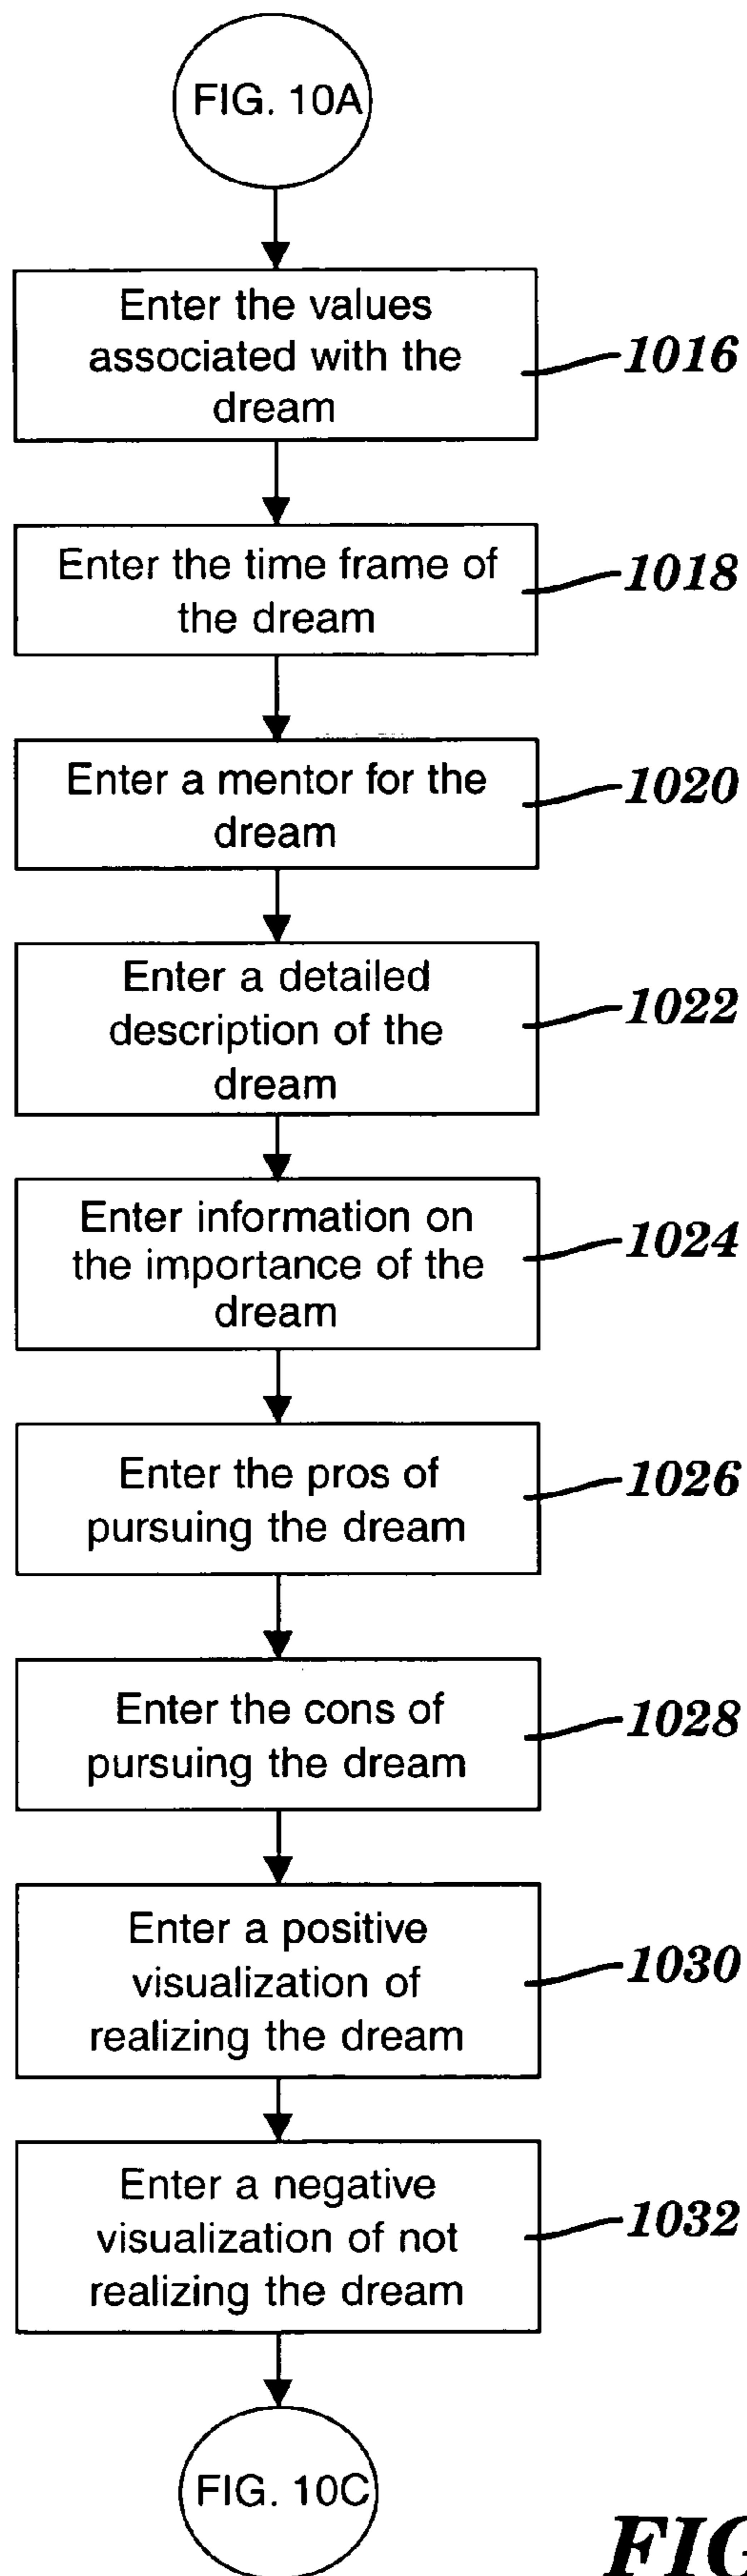 FIG. 10A
Enter the values
associated with the
dream
1016
Enter the time frame of
the dream
1018
Enter a mentor for the
dream
1020
Enter a detailed
description of the
dream
1022
Enter information on
the importance of the
dream
1024
Enter the pros of
pursuing the dream
1026
Enter the cons of
pursuing the dream
1028
Enter a positive
visualization of
realizing the dream
1030
Enter a negative
visualization of not
realizing the dream
1032
FIG. 10C